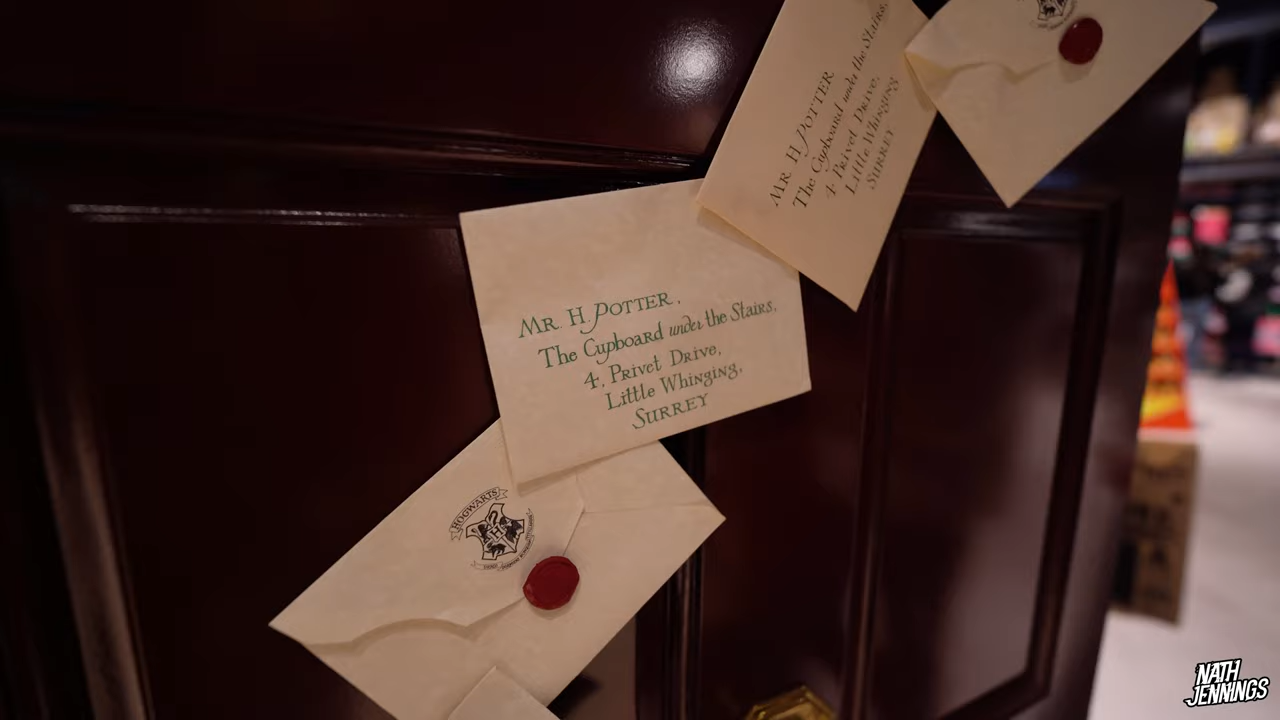 MR. H. POTTER,
The Cupboard under the Stairs,
4, Privet Drive,
Little Whinging,
SURREY
MR. H. POTTER,
The Cupboard under the Stairs,
4, Privet Drive,
Little Whinging,
SURREY
HOGWARTS
NATH
JENNINGS